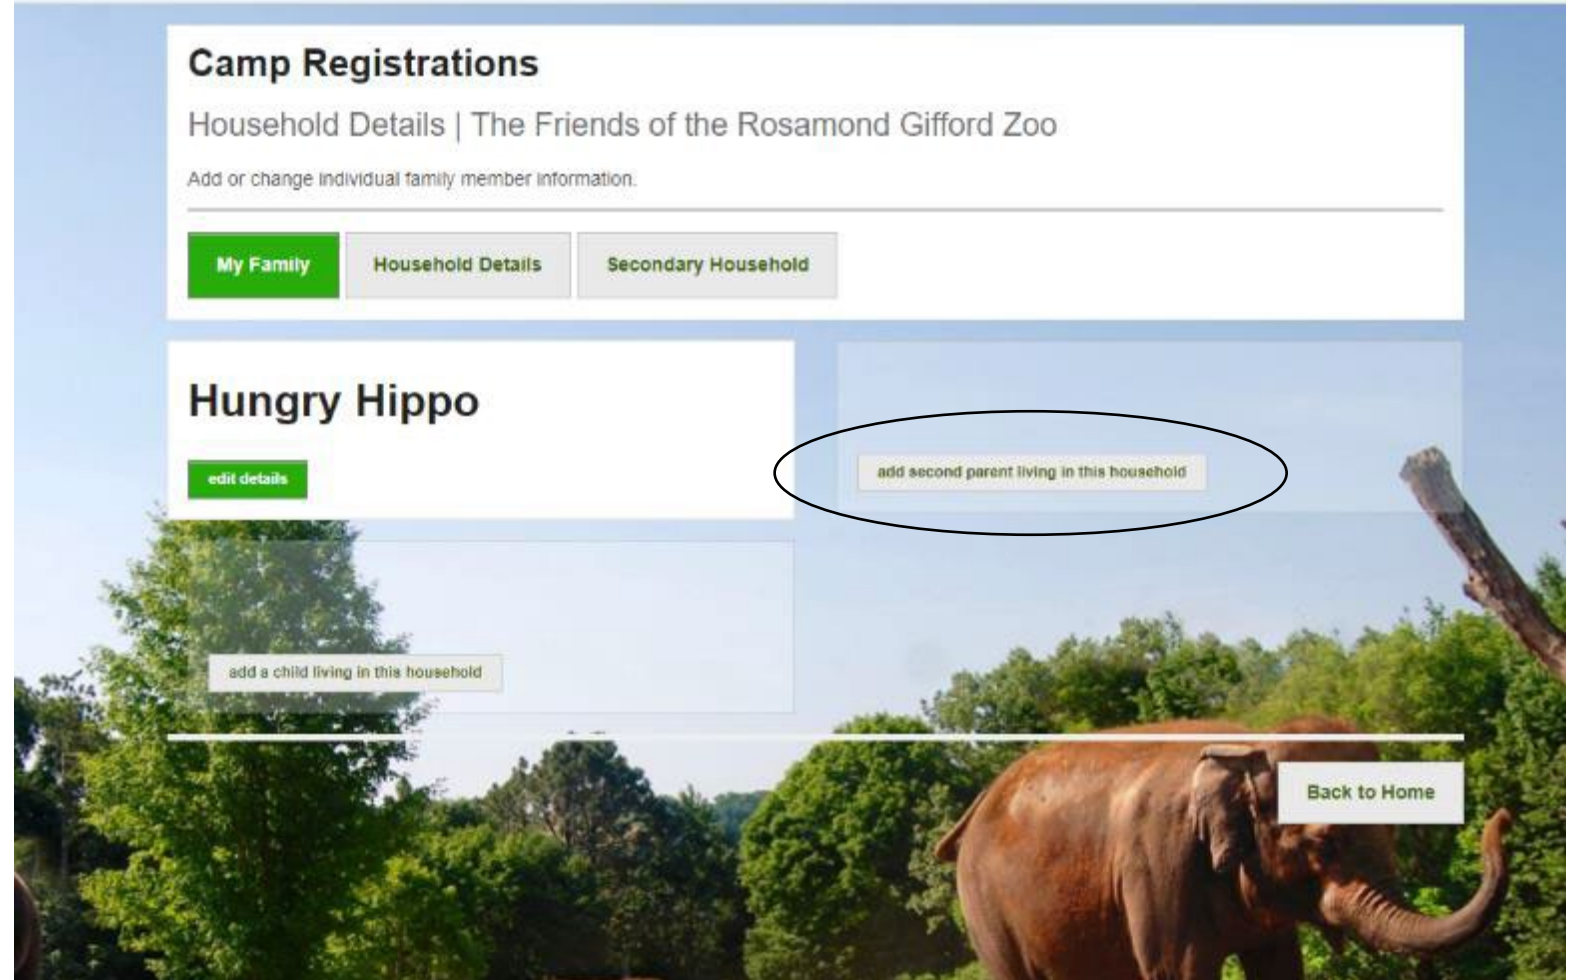 Camp Registrations
Household Details | The Friends of the Rosamond Gifford Zoo
Add or change individual family member information.
My Family
Household Details
Secondary Household
Hungry Hippo
edit details
add second parent living in this household
add a child living in this household
Back to Home